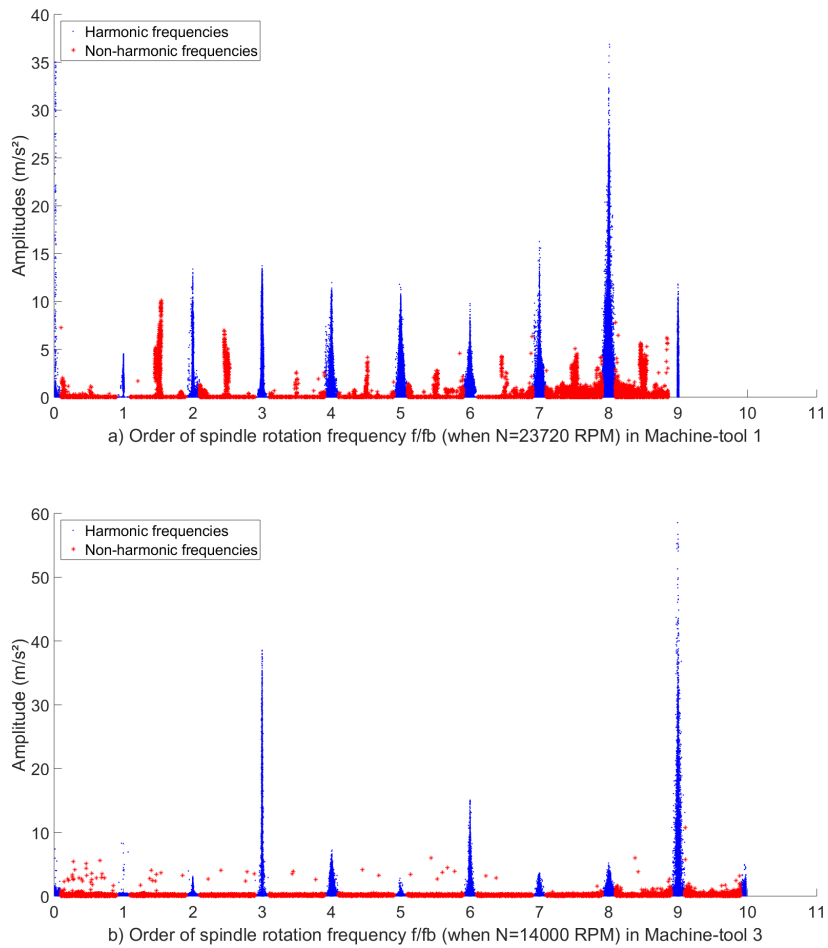 40
35
30
25
20
15
10
5
0
Amplitudes (m/s²)
Harmonic frequencies
Non-harmonic frequencies
0 1 2 3 4 5 6 7 8 9 10 11
a) Order of spindle rotation frequency f/fb (when N=23720 RPM) in Machine-tool 1
60
50
40
30
20
10
0
Amplitude (m/s²)
Harmonic frequencies
Non-harmonic frequencies
0 1 2 3 4 5 6 7 8 9 10 11
b) Order of spindle rotation frequency f/fb (when N=14000 RPM) in Machine-tool 3